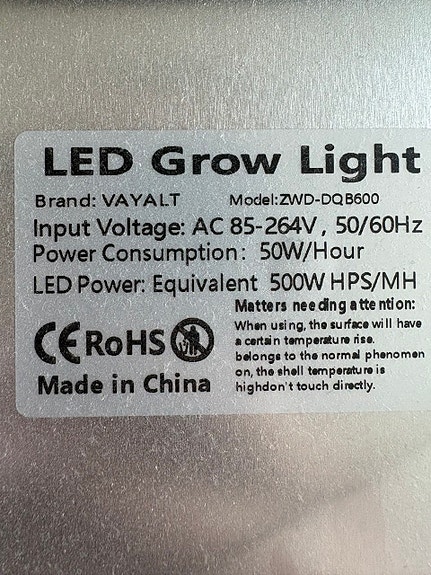 LED Grow Light
Brand: VAYALT Model:ZWD-DQB600
Input Voltage: AC 85-264V , 50/60Hz
Power Consumption: 50W/Hour
LED Power: Equivalent 500W HPS/MH
Matters needing attention:
When using, the surface will have
a certain temperature rise.
belongs to the normal phenomen
on, the shell temperature is
highdon't touch directly.
CE RoHS
Made in China